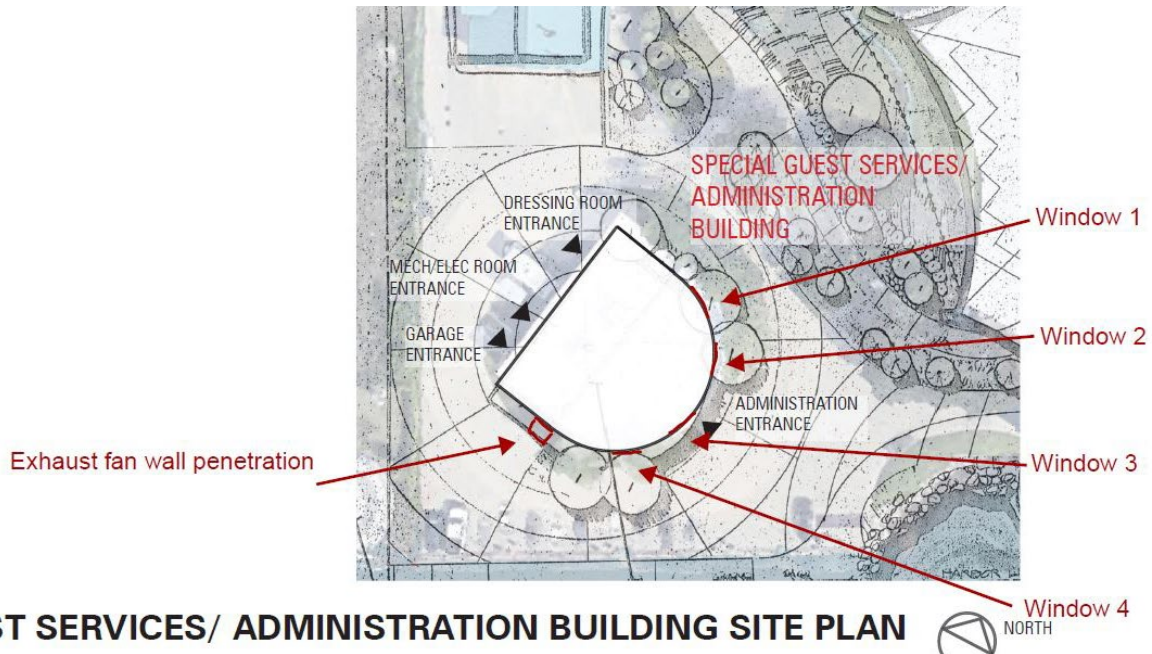 SPECIAL GUEST SERVICES/
ADMINISTRATION
BUILDING
DRESSING ROOM
ENTRANCE
Window 1
MECH/ELEC ROOM
ENTRANCE
GARAGE
ENTRANCE
Window 2
ADMINISTRATION
ENTRANCE
Exhaust fan wall penetration
Window 3
HARBOR
Window 4
ST SERVICES/ ADMINISTRATION BUILDING SITE PLAN
NORTH